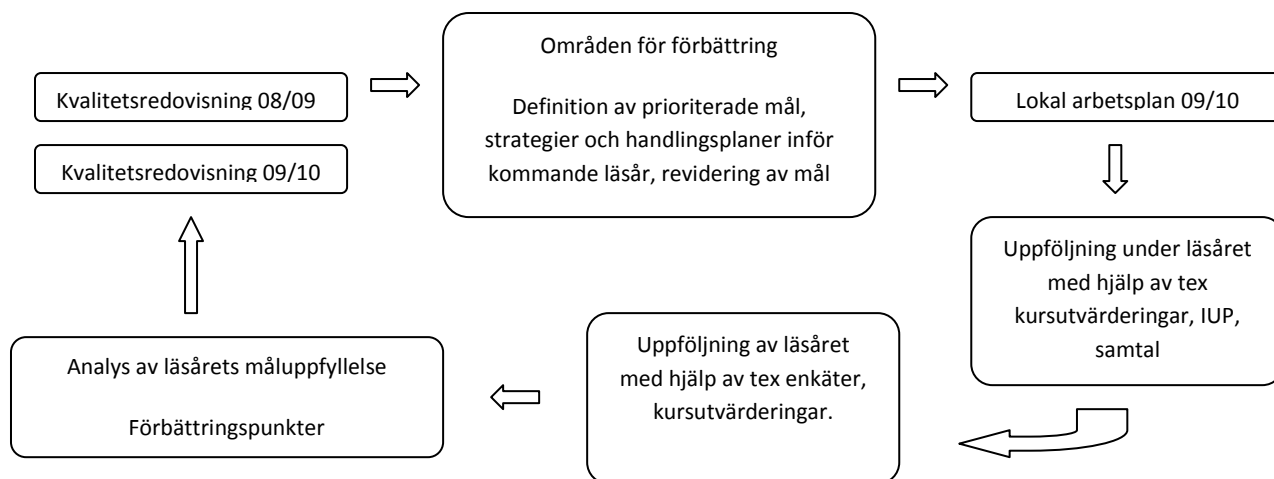 Kvalitetsredovisning 08/09
Kvalitetsredovisning 09/10
Områden för förbättring
Definition av prioriterade mål,
strategier och handlingsplaner inför
kommande läsår, revidering av mål
Lokal arbetsplan 09/10
Uppföljning under läsåret
med hjälp av tex
kursutvärderingar, IUP,
samtal
Uppföljning av läsåret
med hjälp av tex enkäter,
kursutvärderingar.
Analys av läsårets måluppfyllelse
Förbättringspunkter